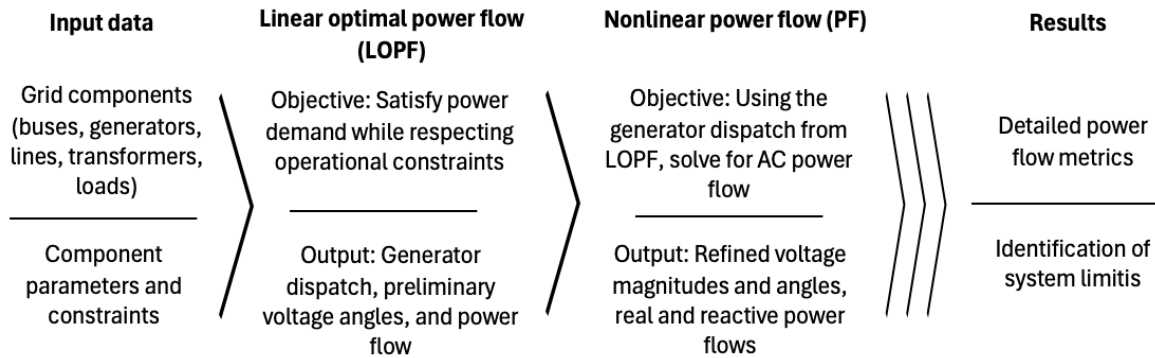 Input data
Grid components
(buses, generators,
lines, transformers,
loads)
Component
parameters and
constraints
Linear optimal power flow
(LOPF)
Objective: Satisfy power
demand while respecting
operational constraints
Output: Generator
dispatch, preliminary
voltage angles, and power
flow
Nonlinear power flow (PF)
Objective: Using the
generator dispatch from
LOPF, solve for AC power
flow
Output: Refined voltage
magnitudes and angles,
real and reactive power
flows
Results
Detailed power
flow metrics
Identification of
system limitis